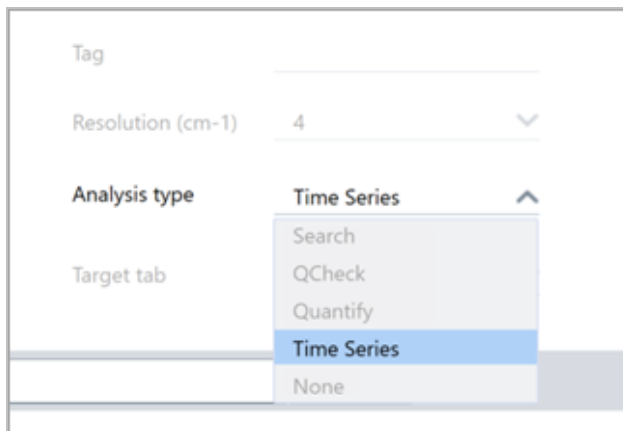 Tag
Resolution (cm-1) 4
Analysis type Time Series
Search
Target tab QCheck
Quantify
Time Series
None